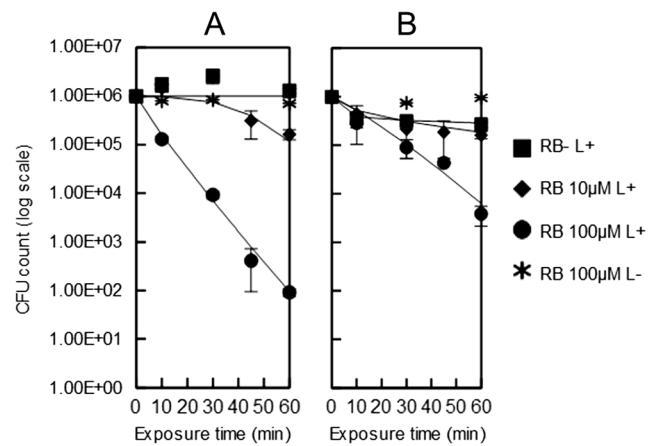 A B
CFU count (log scale)
1.00E+07
1.00E+06
1.00E+05
1.00E+04
1.00E+03
1.00E+02
1.00E+01
1.00E+00
0 10 20 30 40 50 60 0 10 20 30 40 50 60
Exposure time (min) Exposure time (min)
RB- L+
RB 10µM L+
RB 100µM L+
RB 100µM L-